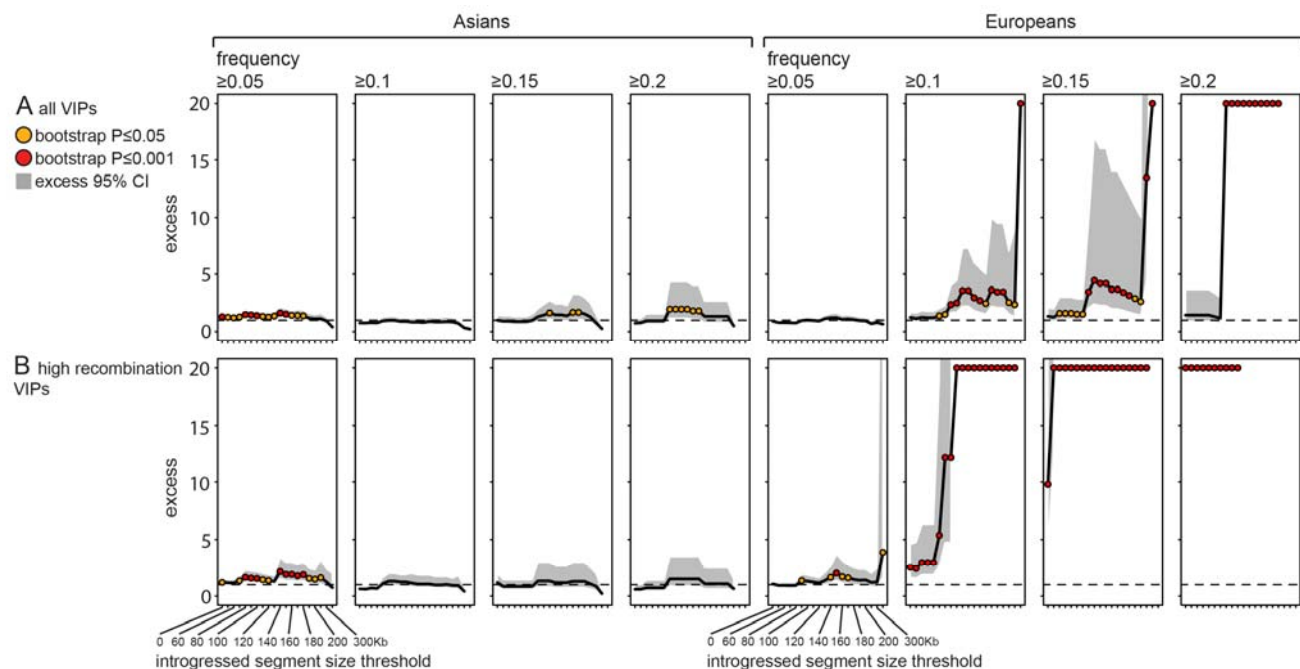 Asians
Europeans
frequency
frequency
≥0.05
≥0.1
≥0.15
≥0.2
≥0.05
≥0.1
≥0.15
≥0.2
A all VIPs
bootstrap P≤0.05
bootstrap P≤0.001
excess 95% CI
excess
20
15
10
5
0
B high recombination
VIPs
excess
20
15
10
5
0
0 60 80 100 120 140 160 180 200 300Kb
introgressed segment size threshold
0 60 80 100 120 140 160 180 200 300Kb
introgressed segment size threshold